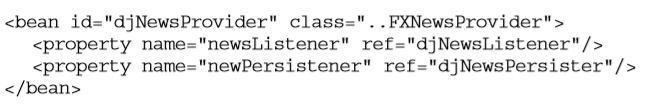 <bean id="djNewsProvider" class="..FXNewsProvider">
<property name="newsListener" ref="djNewsListener"/>
<property name="newPersistener" ref="djNewsPersister"/>
</bean>